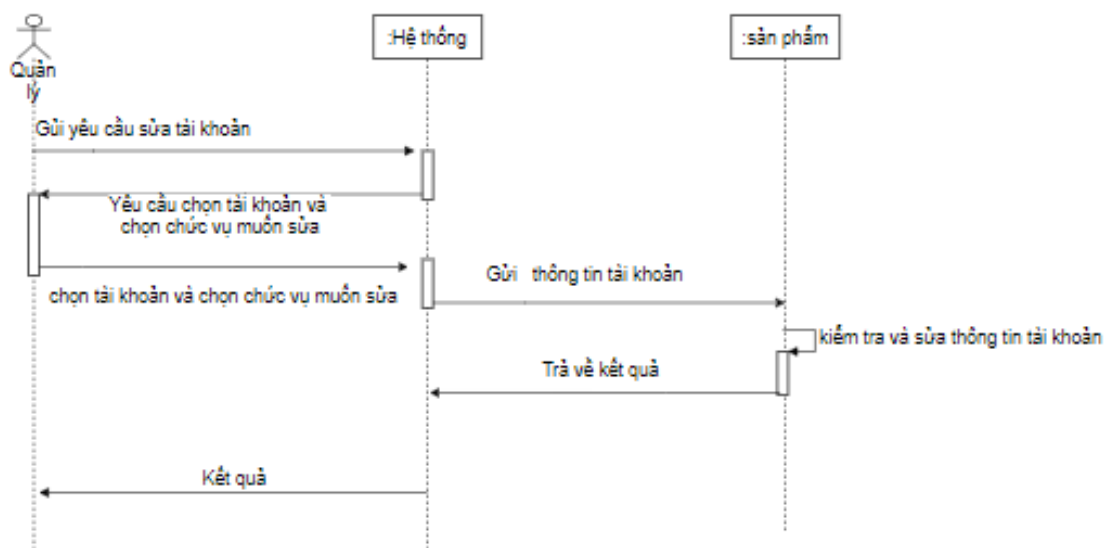 :Hệ thống
:sản phẩm
Quản
lý
Gủi yêu cầu sửa tài khoản
Yêu cầu chọn tài khoản và
chọn chức vụ muốn sửa
Gửi thông tin tài khoản
chọn tài khoản và chọn chức vụ muốn sửa
kiểm tra và sửa thông tin tài khoản
Trả về kết quả
Kết quả